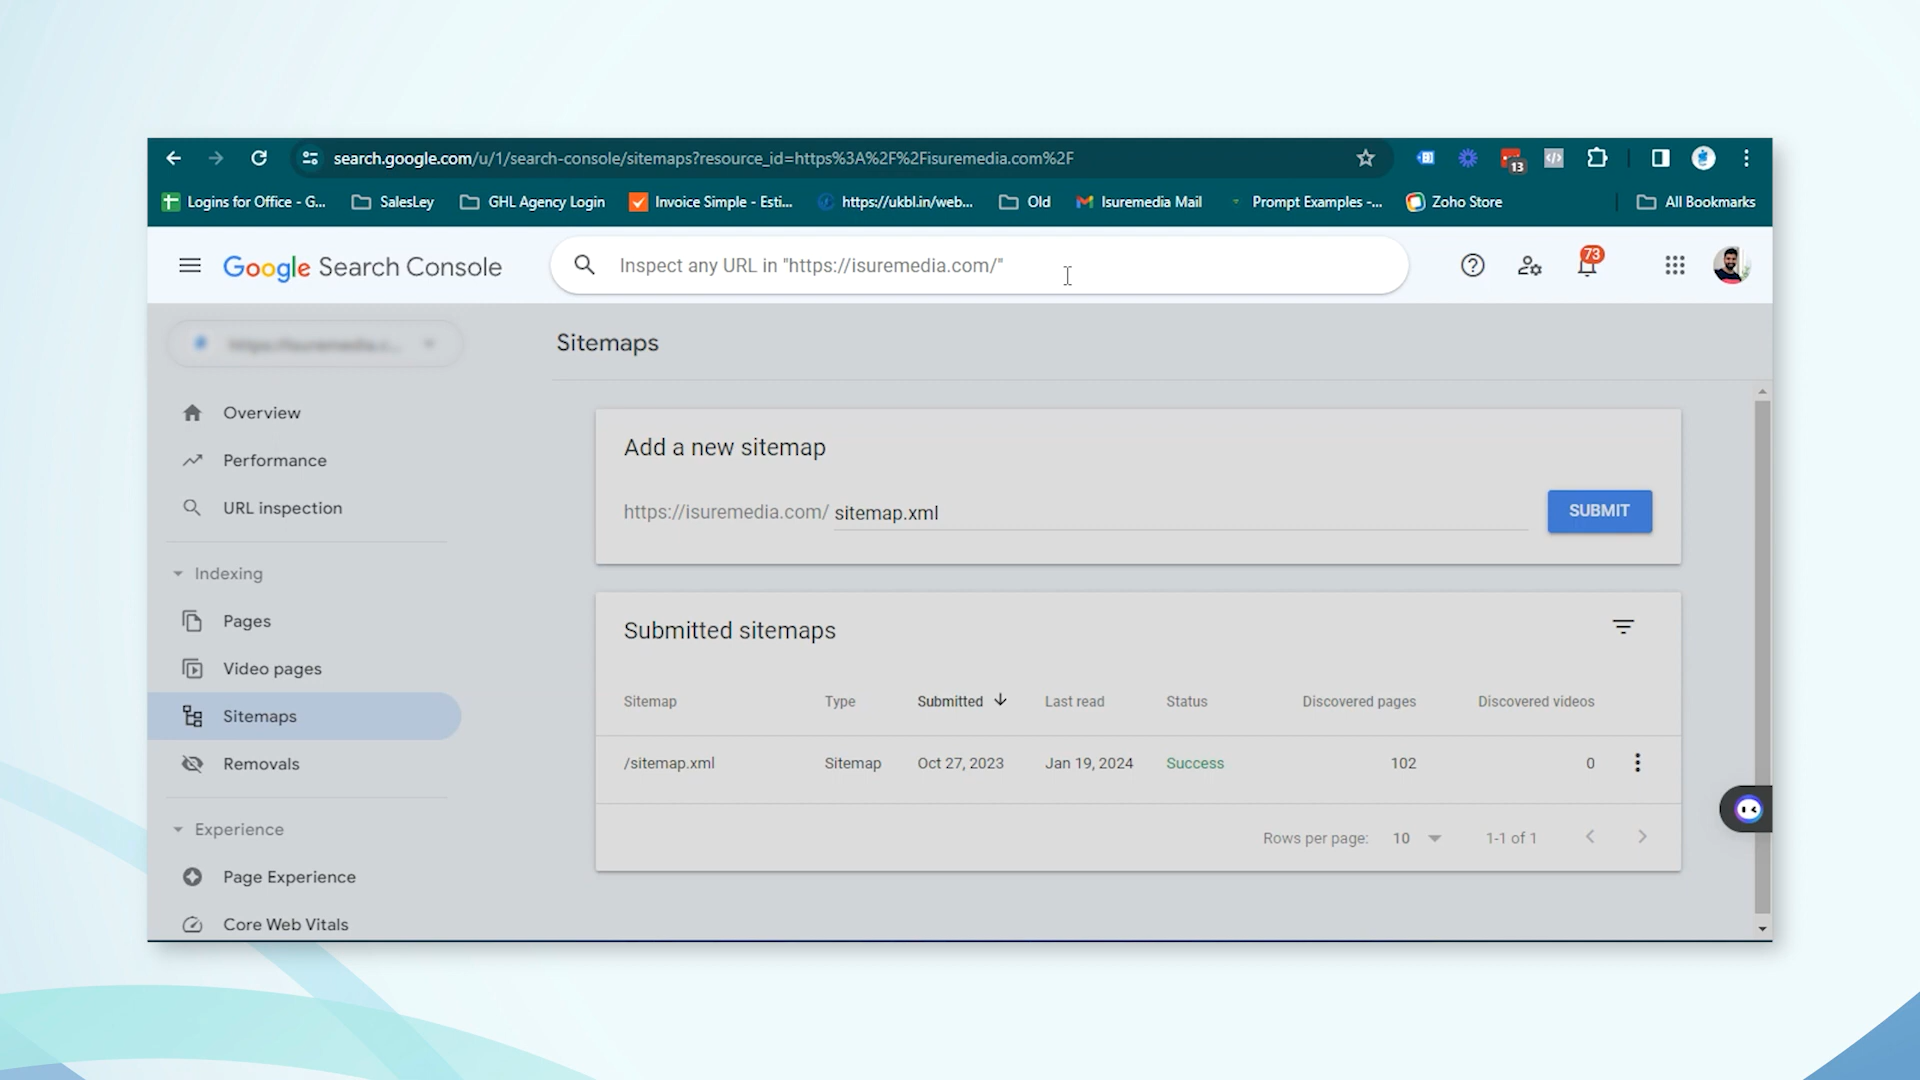 search.google.com/u/1/search-console/sitemaps?resource_id=https%3A%2F%2Fisuremedia.com%2F
13
Logins for Office - G...
SalesLey
GHL Agency Login
Invoice Simple - Esti...
https://ukbl.in/web...
Old
Isuremedia Mail
Prompt Examples -...
Zoho Store
All Bookmarks
Google Search Console
Inspect any URL in "https://isuremedia.com/"
73
https://isuremedia.c...
Sitemaps
Overview
Performance
URL inspection
Indexing
Pages
Video pages
Sitemaps
Removals
Experience
Page Experience
Core Web Vitals
Add a new sitemap
https://isuremedia.com/ sitemap.xml
SUBMIT
Submitted sitemaps
Sitemap Type Submitted Last read Status Discovered pages Discovered videos
/sitemap.xml Sitemap Oct 27, 2023 Jan 19, 2024 Success 102 0
Rows per page: 10 1-1 of 1